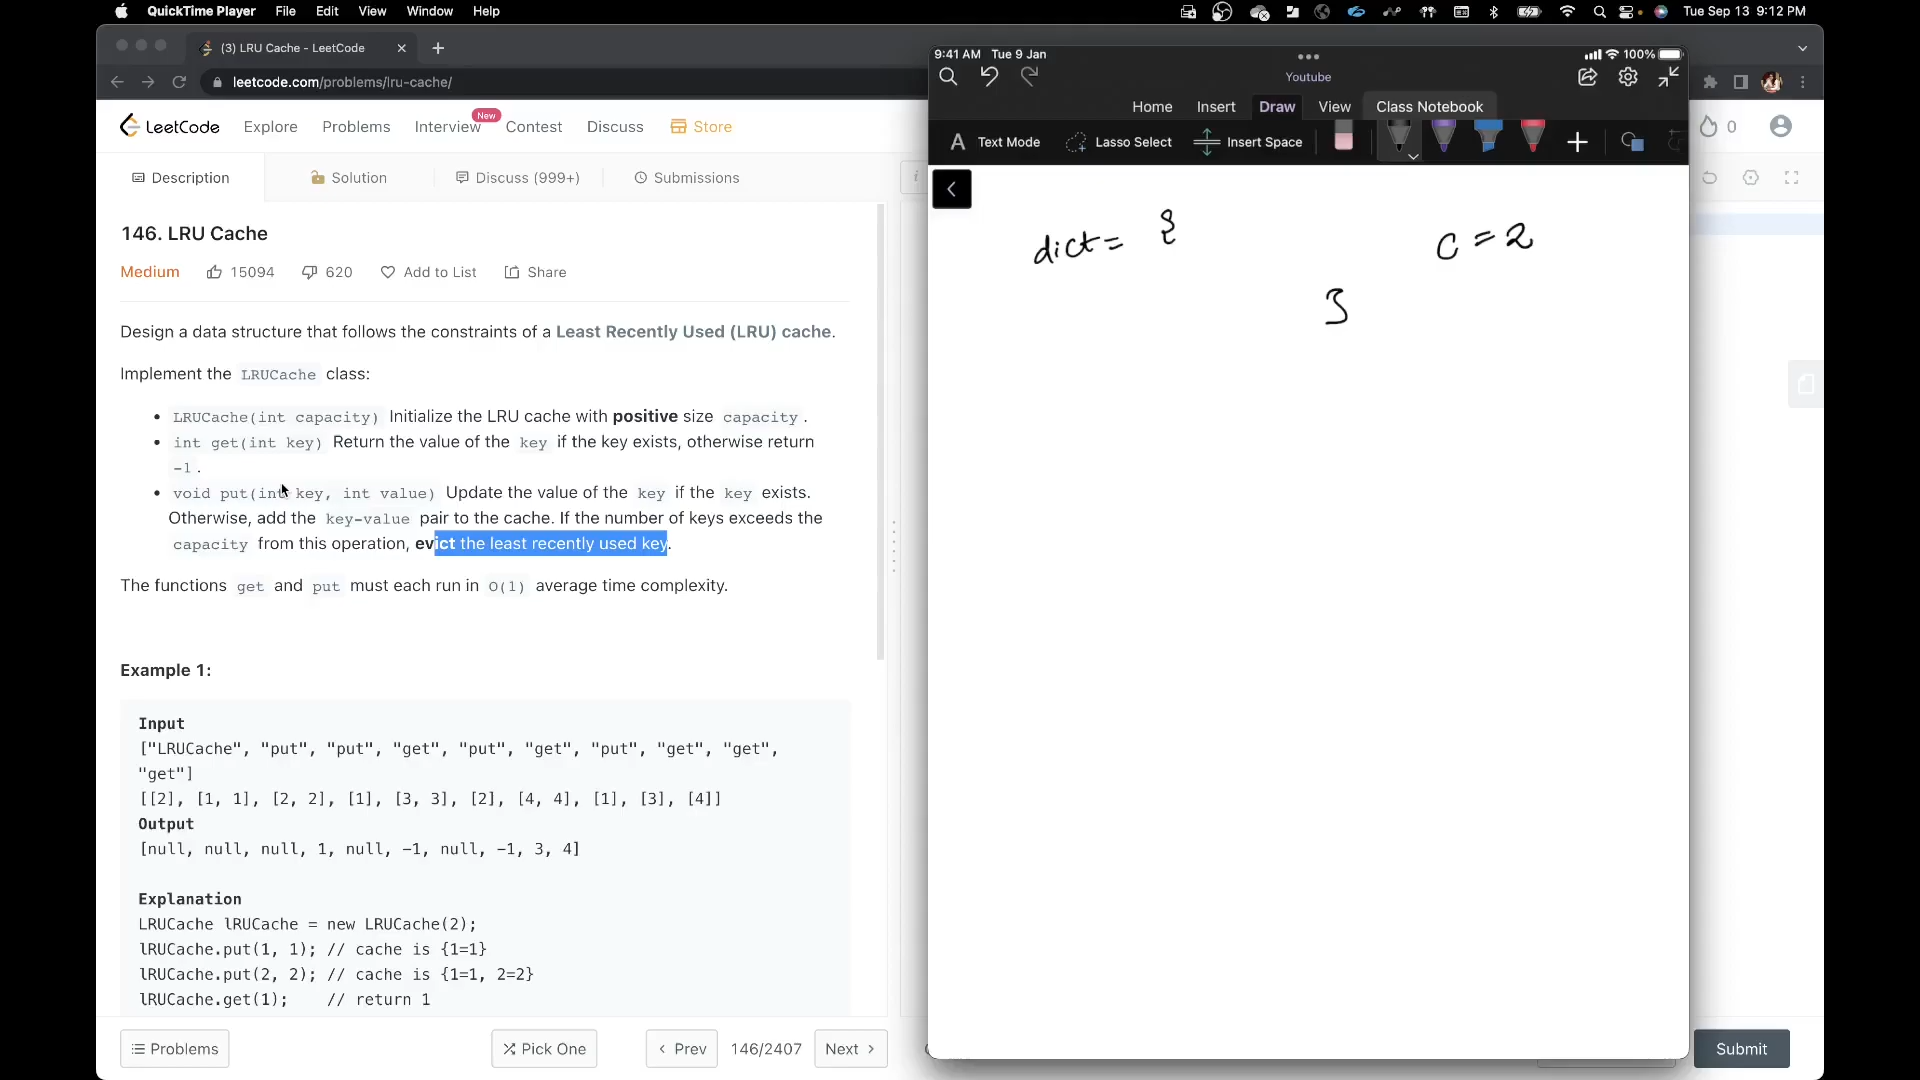 QuickTime Player File Edit View Window Help Tue Sep 13 9:12 PM
(3) LRU Cache - LeetCode
leetcode.com/problems/lru-cache/
LeetCode Explore Problems Interview New Contest Discuss Store 0
Description Solution Discuss (999+) Submissions
146. LRU Cache
Medium 15094 620 Add to List Share
Design a data structure that follows the constraints of a Least Recently Used (LRU) cache.
Implement the LRUCache class:
• LRUCache(int capacity) Initialize the LRU cache with positive size capacity.
• int get(int key) Return the value of the key if the key exists, otherwise return
-1.
• void put(int key, int value) Update the value of the key if the key exists.
Otherwise, add the key-value pair to the cache. If the number of keys exceeds the
capacity from this operation, evict the least recently used key.
The functions get and put must each run in O(1) average time complexity.
Example 1:
Input
["LRUCache", "put", "put", "get", "put", "get", "put", "get", "get",
"get"]
[[2], [1, 1], [2, 2], [1], [3, 3], [2], [4, 4], [1], [3], [4]]
Output
[null, null, null, 1, null, -1, null, -1, 3, 4]
Explanation
LRUCache lRUCache = new LRUCache(2);
lRUCache.put(1, 1); // cache is {1=1}
lRUCache.put(2, 2); // cache is {1=1, 2=2}
lRUCache.get(1); // return 1
Problems Pick One < Prev 146/2407 Next > Submit
9:41 AM Tue 9 Jan 100%
Youtube
Home Insert Draw View Class Notebook
A Text Mode Lasso Select Insert Space
dict = { C = 2
}